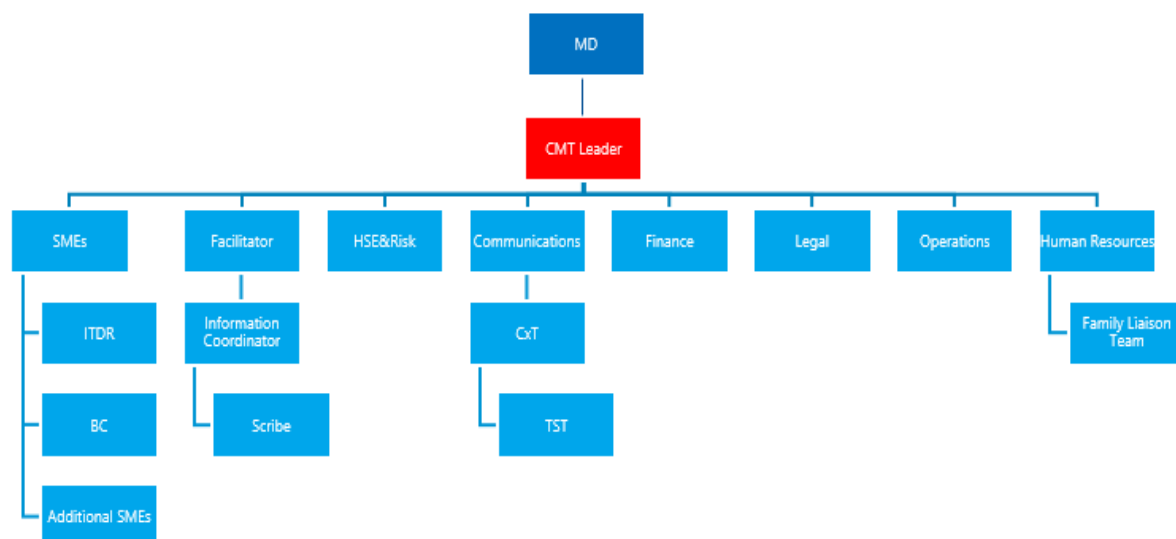 MD
CMT Leader
SMEs
Facilitator
HSE&Risk
Communications
Finance
Legal
Operations
Human Resources
ITDR
Information
Coordinator
CxT
Family Liaison
Team
BC
Scribe
TST
Additional SMEs